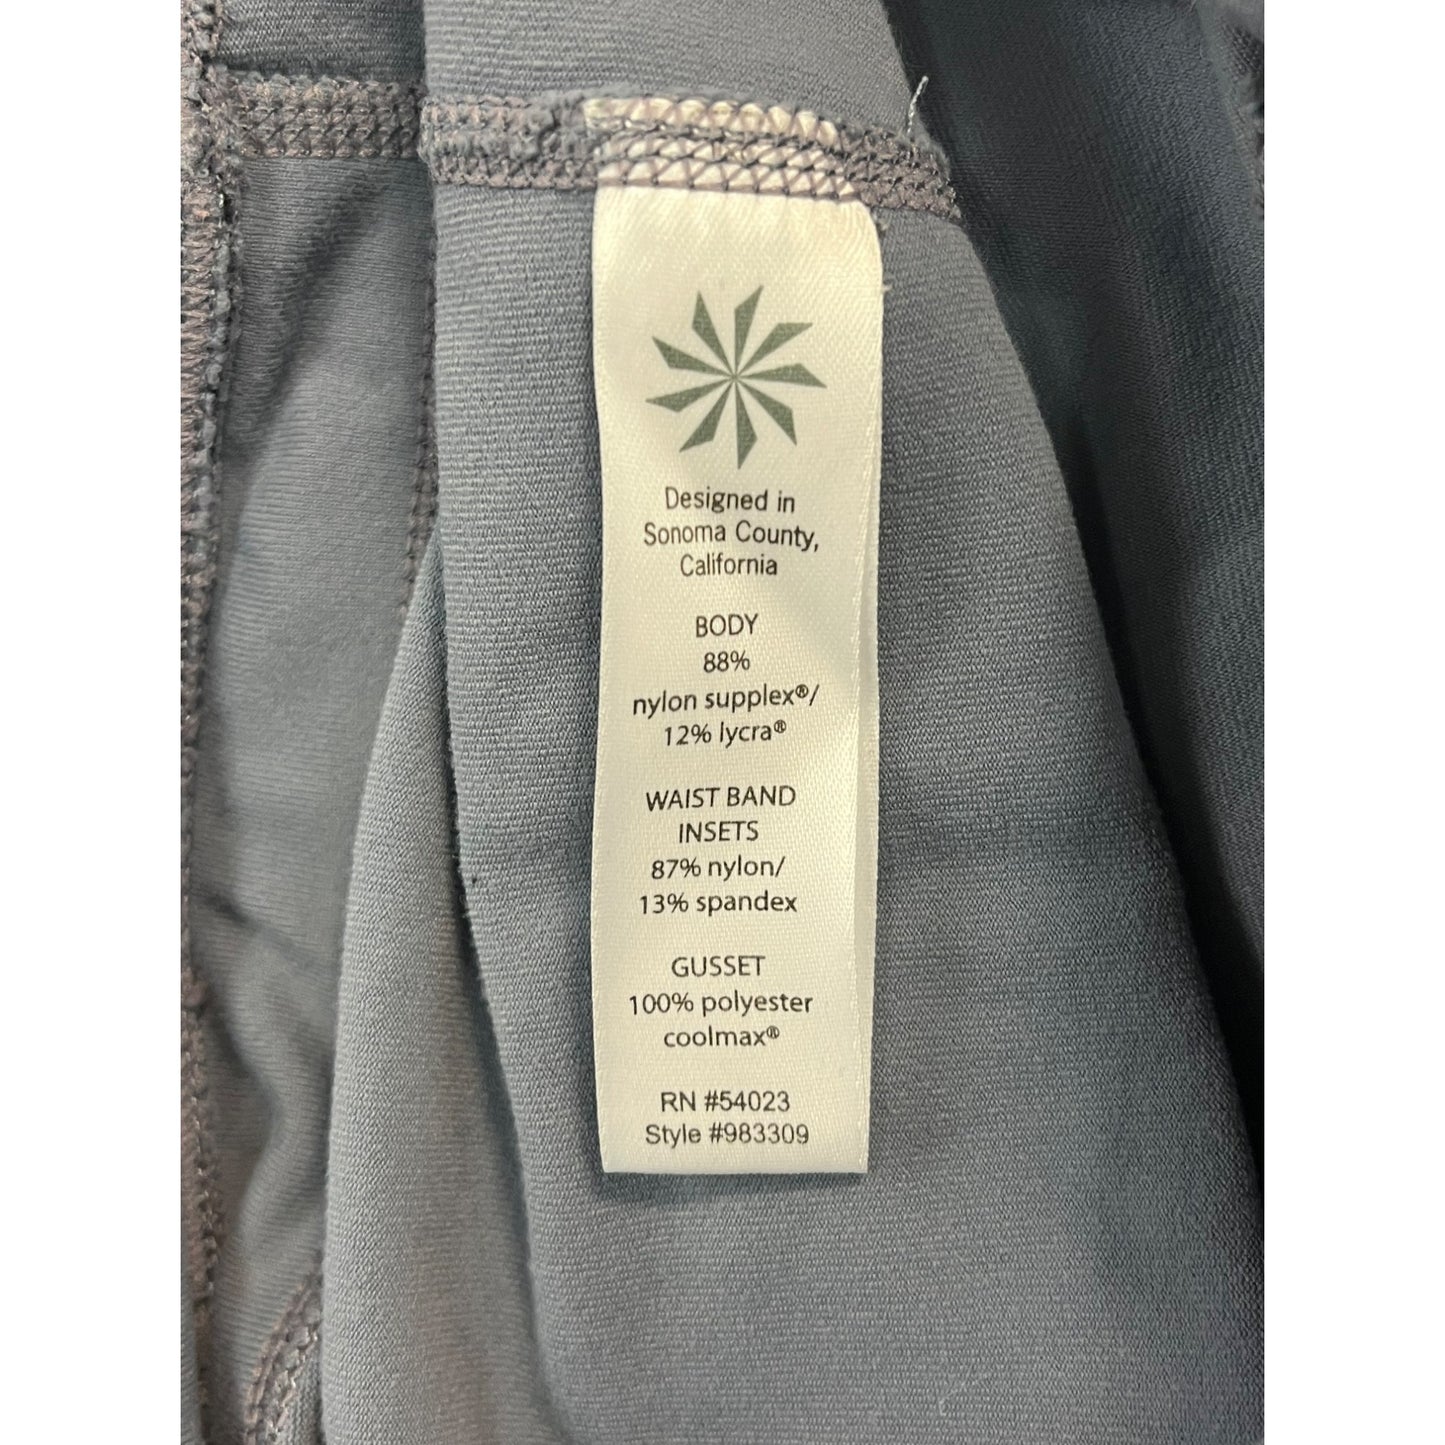 Designed in
Sonoma County,
California
BODY
88%
nylon supplex®/
12% lycra®
WAIST BAND
INSETS
87% nylon/
13% spandex
GUSSET
100% polyester
coolmax®
RN #54023
Style #983309